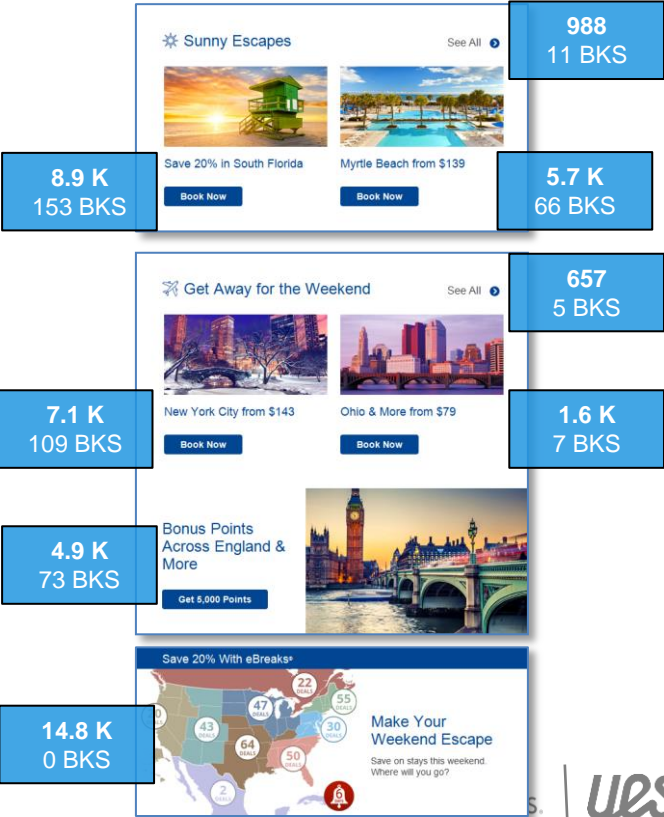 988
11 BKS
Sunny Escapes
See All
Save 20% in South Florida
Myrtle Beach from $139
Book Now
Book Now
8.9 K
153 BKS
5.7 K
66 BKS
657
5 BKS
Get Away for the Weekend
See All
New York City from $143
Ohio & More from $79
Book Now
Book Now
7.1 K
109 BKS
1.6 K
7 BKS
Bonus Points
Across England &
More
Get 5,000 Points
4.9 K
73 BKS
Save 20% With eBreaks®
22
DEALS
47
DEALS
55
DEALS
43
DEALS
30
DEALS
64
DEALS
50
DEALS
2
DEALS
6
Make Your
Weekend Escape
Save on stays this weekend.
Where will you go?
14.8 K
0 BKS
s.
yes